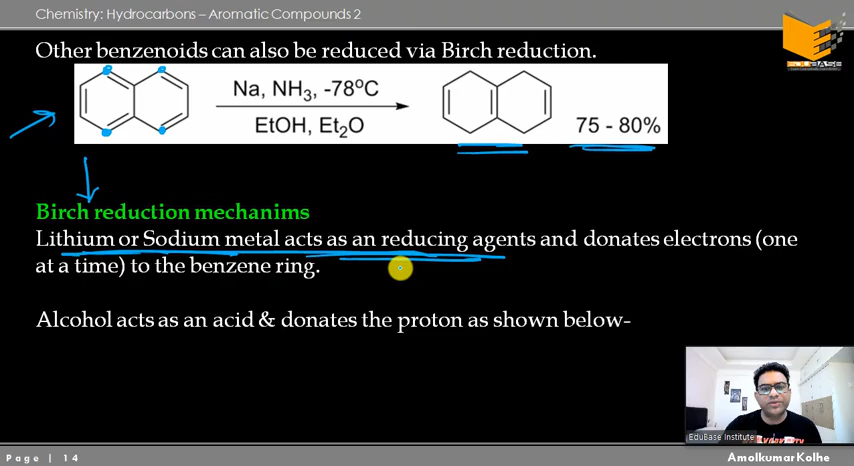 Chemistry: Hydrocarbons – Aromatic Compounds 2
EDUBASE
Other benzenoids can also be reduced via Birch reduction.
Na, NH₃, -78°C
EtOH, Et₂O
75 - 80%
Birch reduction mechanims
Lithium or Sodium metal acts as an reducing agents and donates electrons (one
at a time) to the benzene ring.
Alcohol acts as an acid & donates the proton as shown below-
EduBase Institute
Page | 14
AmolkumarKolhe